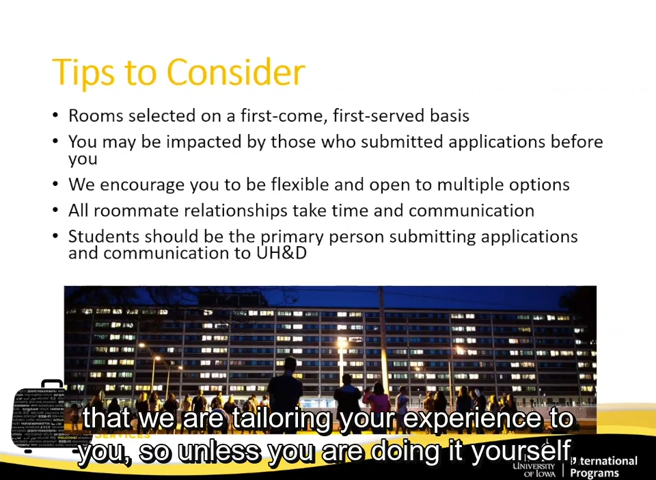 Tips to Consider
• Rooms selected on a first-come, first-served basis
• You may be impacted by those who submitted applications before
you
• We encourage you to be flexible and open to multiple options
• All roommate relationships take time and communication
• Students should be the primary person submitting applications
and communication to UH&D
that we are tailoring your experience to
you, so unless you are doing it yourself,
UNIVERSITY
OF IOWA
Programs